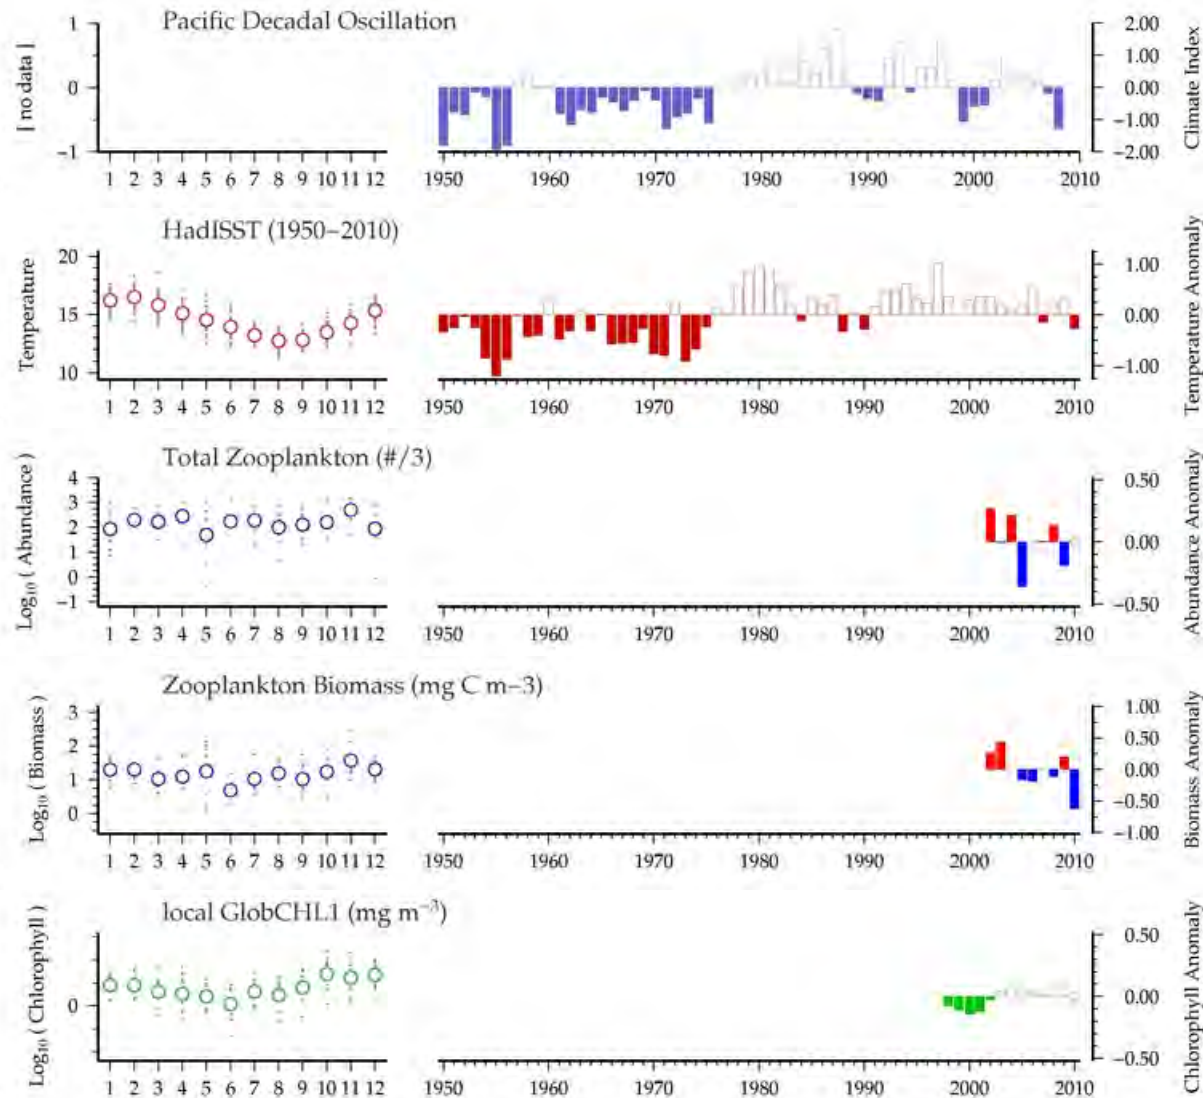 Pacific Decadal Oscillation
[ no data ]
1
0
-1
1 2 3 4 5 6 7 8 9 10 11 12
1950 1960 1970 1980 1990 2000 2010
2.00
1.00
0.00
-1.00
-2.00
Climate Index
HadISST (1950-2010)
Temperature
20
15
10
1 2 3 4 5 6 7 8 9 10 11 12
1950 1960 1970 1980 1990 2000 2010
1.00
0.00
-1.00
Temperature Anomaly
Total Zooplankton (#/3)
Log10 ( Abundance )
4
3
2
1
0
-1
1 2 3 4 5 6 7 8 9 10 11 12
1950 1960 1970 1980 1990 2000 2010
0.50
0.00
-0.50
Abundance Anomaly
Zooplankton Biomass (mg C m-3)
Log10 ( Biomass )
3
2
1
0
1 2 3 4 5 6 7 8 9 10 11 12
1950 1960 1970 1980 1990 2000 2010
1.00
0.50
0.00
-0.50
-1.00
Biomass Anomaly
local GlobCHL1 (mg m⁻³)
Log10 ( Chlorophyll )
0
1 2 3 4 5 6 7 8 9 10 11 12
1950 1960 1970 1980 1990 2000 2010
0.50
0.00
-0.50
Chlorophyll Anomaly